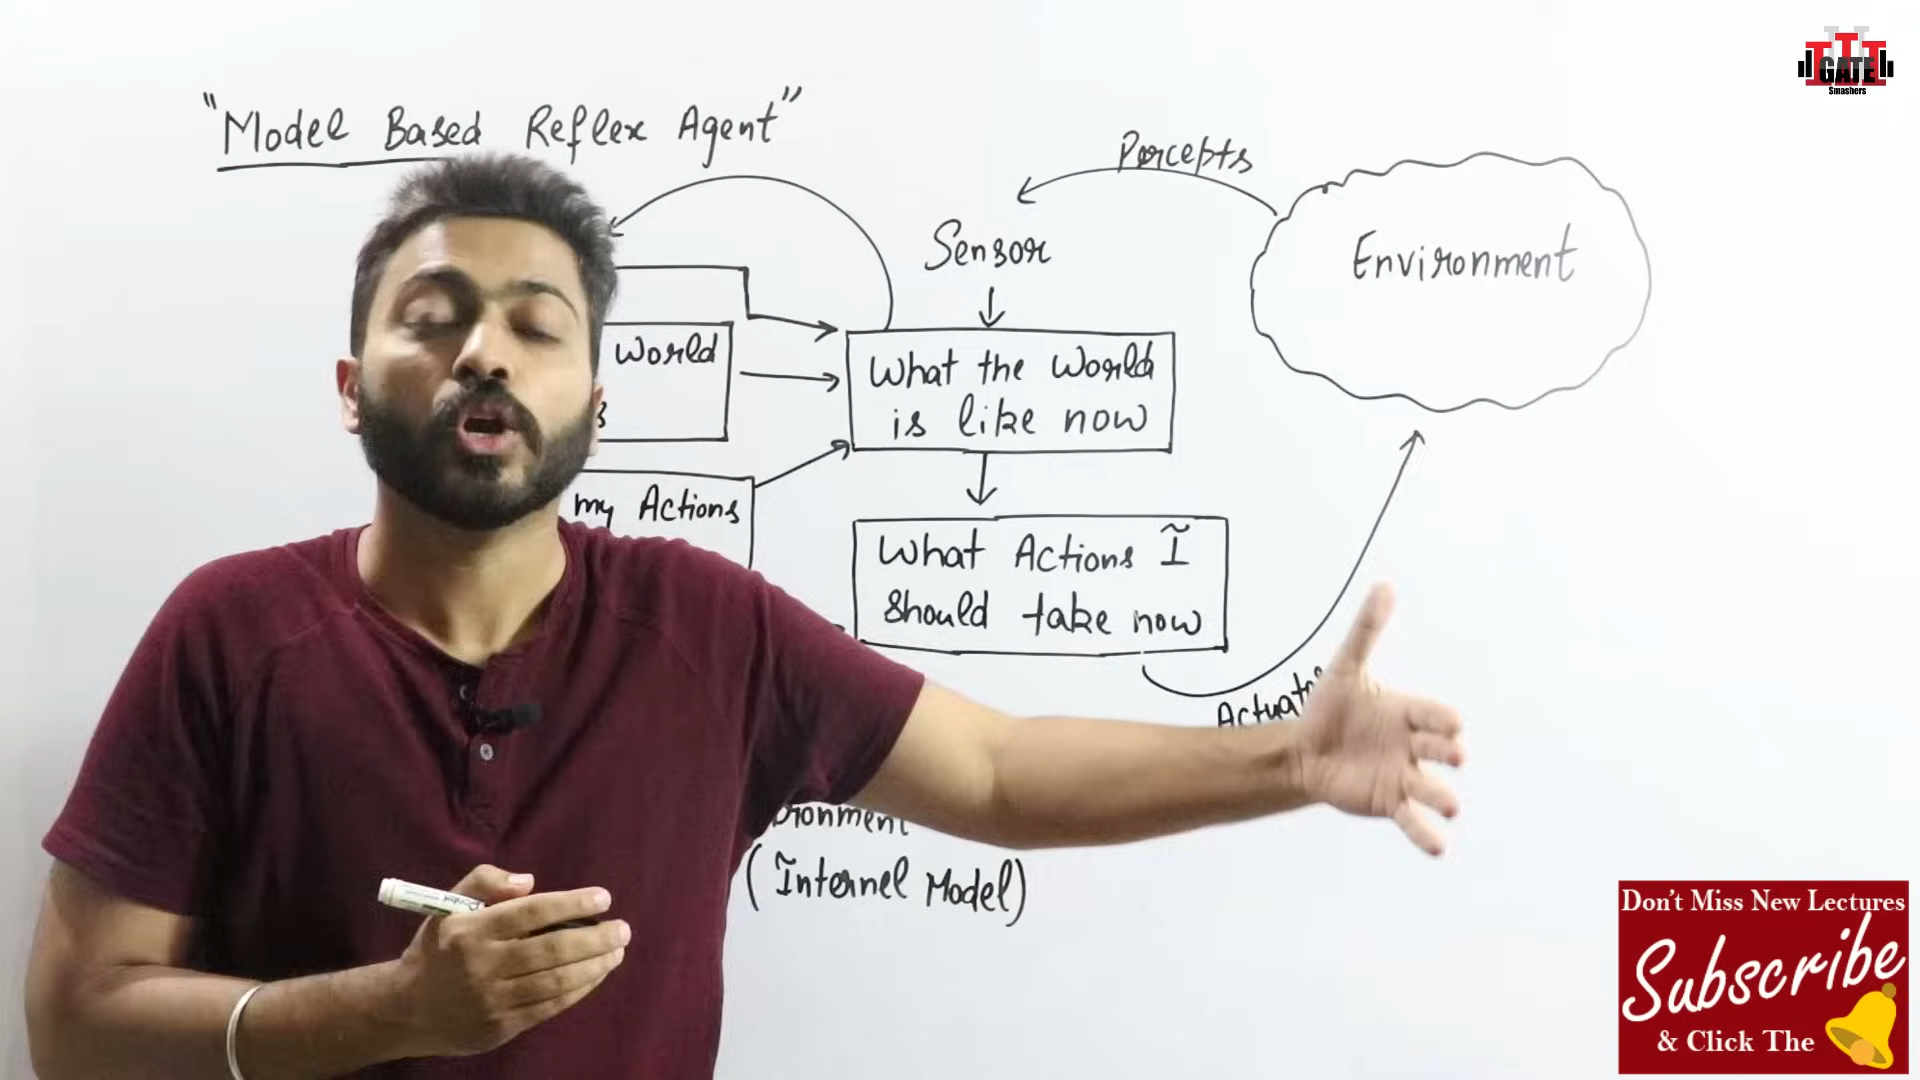 "Model Based Reflex Agent"
Percepts
Sensor
Environment
World
What the World
is like now
my Actions
What Actions I
should take now
(Internel Model)
GATE
Smashers
Don't Miss New Lectures
Subscribe
& Click The